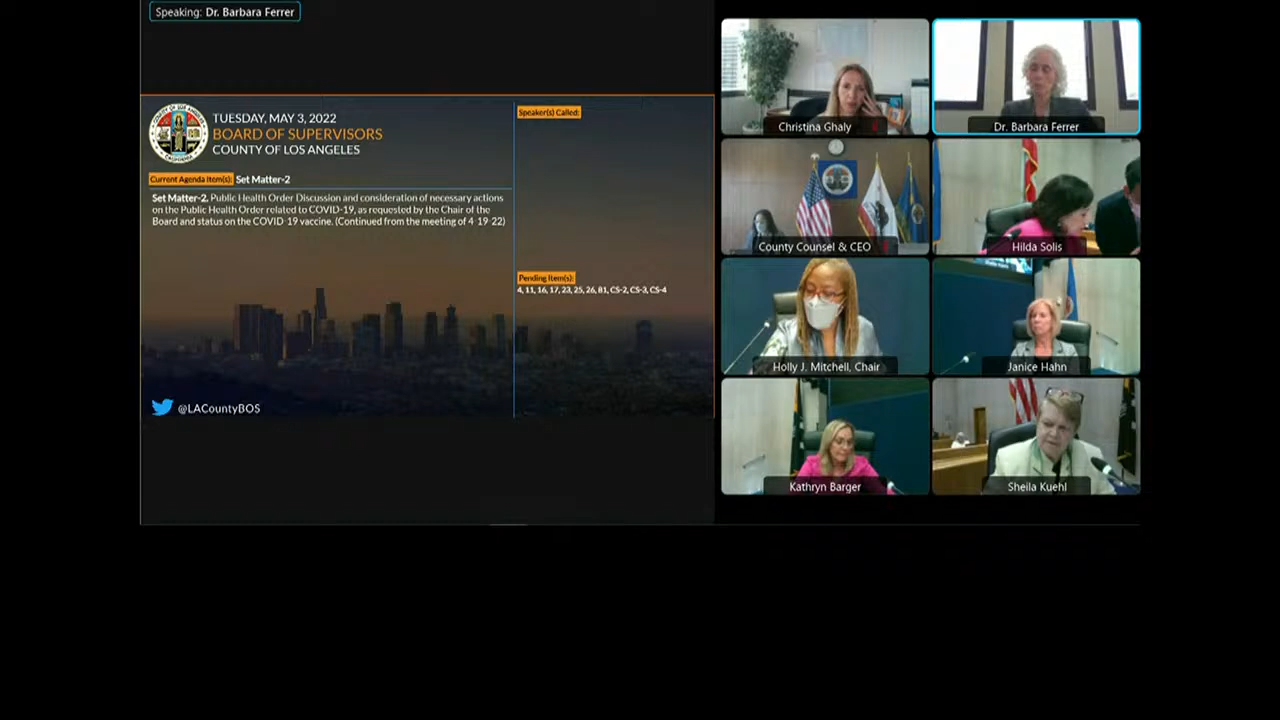 Speaking: Dr. Barbara Ferrer
TUESDAY, MAY 3, 2022
BOARD OF SUPERVISORS
COUNTY OF LOS ANGELES
Current Agenda Item(s): Set Matter-2
Set Matter-2. Public Health Order Discussion and consideration of necessary actions
on the Public Health Order related to COVID-19, as requested by the Chair of the
Board and status on the COVID-19 vaccine. (Continued from the meeting of 4-19-22)
@LACountyBOS
Speaker(s) Called:
Pending Item(s):
4, 11, 16, 17, 23, 25, 26, 81, CS-2, CS-3, CS-4
Christina Ghaly
Dr. Barbara Ferrer
County Counsel & CEO
Hilda Solis
Holly J. Mitchell, Chair
Janice Hahn
Kathryn Barger
Sheila Kuehl